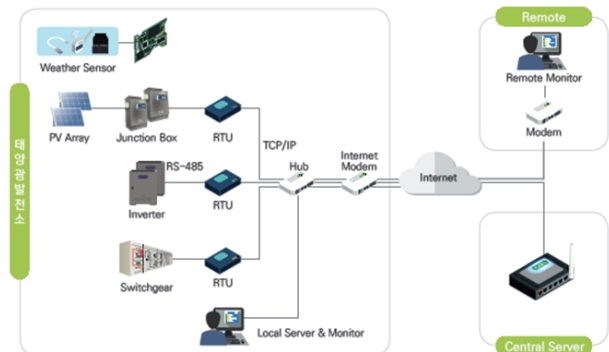 Remote
Weather Sensor
Remote Monitor
PV Array
Junction Box
RTU
Modem
TCP/IP
태양광발전소
RS-485
Hub
Internet
Modem
Internet
Inverter
RTU
Switchgear
RTU
Local Server & Monitor
Central Server